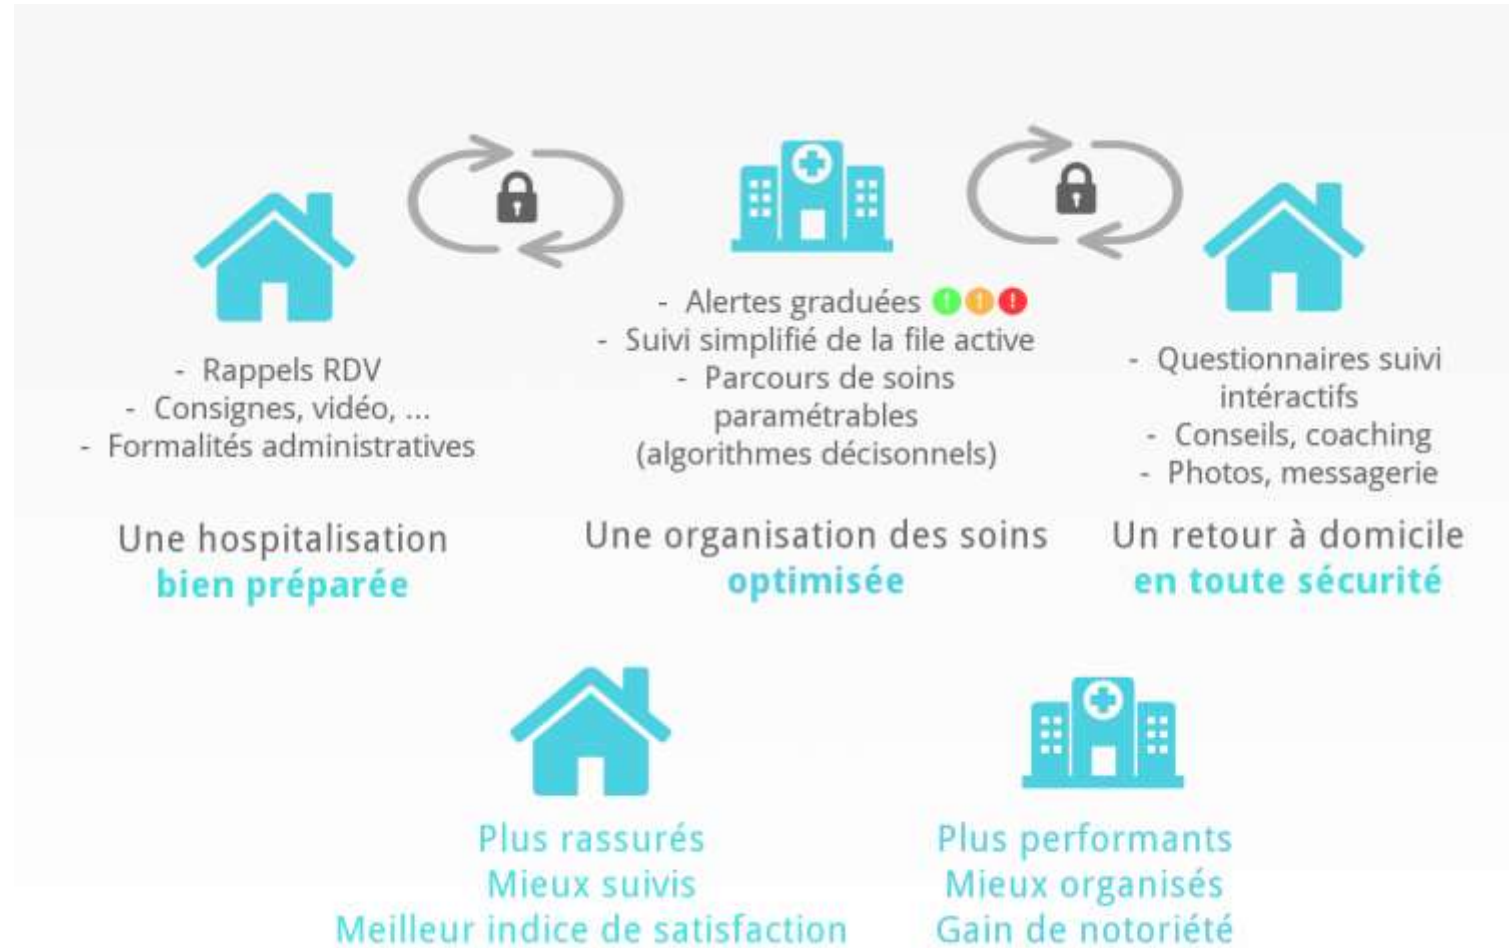 - Rappels RDV
- Consignes, vidéo, ...
- Formalités administratives
Une hospitalisation
bien préparée
- Alertes graduées
- Suivi simplifié de la file active
- Parcours de soins
paramétrables
(algorithmes décisonnels)
Une organisation des soins
optimisée
- Questionnaires suivi
intéractifs
- Conseils, coaching
- Photos, messagerie
Un retour à domicile
en toute sécurité
Plus rassurés
Mieux suivis
Meilleur indice de satisfaction
Plus performants
Mieux organisés
Gain de notoriété